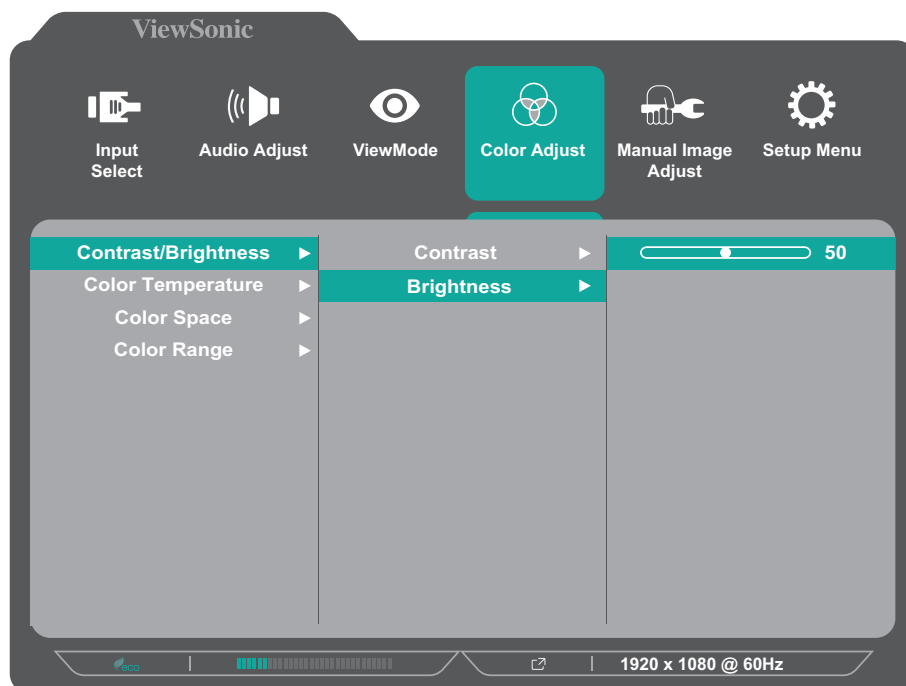 ViewSonic
Input
Select
Audio Adjust
ViewMode
Color Adjust
Manual Image
Adjust
Setup Menu
Contrast/Brightness
Contrast
50
Color Temperature
Brightness
Color Space
Color Range
eco
1920 x 1080 @ 60Hz